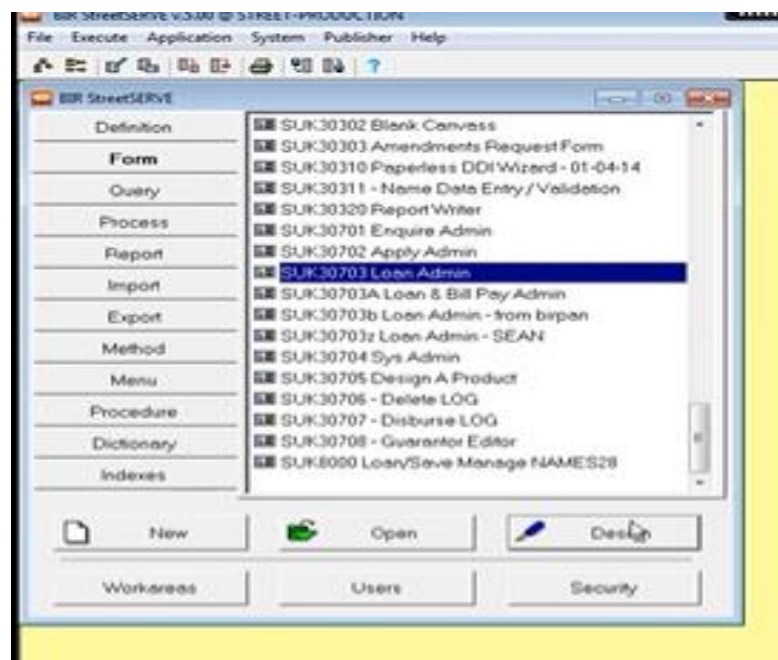 BIR StreetSERVE v.5.00 @ STREET-PRODUCTION
File Execute Application System Publisher Help
BIR StreetSERVE
Definition
Form
Query
Process
Report
Import
Export
Method
Menu
Procedure
Dictionary
Indexes
SUK30302 Blank Canvass
SUK30303 Amendments Request Form
SUK30310 Paperless DDI Wizard - 01-04-14
SUK30311 - Name Data Entry / Validation
SUK30320 Report Writer
SUK30701 Enquire Admin
SUK30702 Apply Admin
SUK30703 Loan Admin
SUK30703A Loan & Bill Pay Admin
SUK30703b Loan Admin - from birpan
SUK30703z Loan Admin - SEAN
SUK30704 Sys Admin
SUK30705 Design A Product
SUK30706 - Delete LOG
SUK30707 - Disburse LOG
SUK30708 - Guarantor Editor
SUK8000 Loan/Save Manage NAMES28
New Open Design
Workareas Users Security